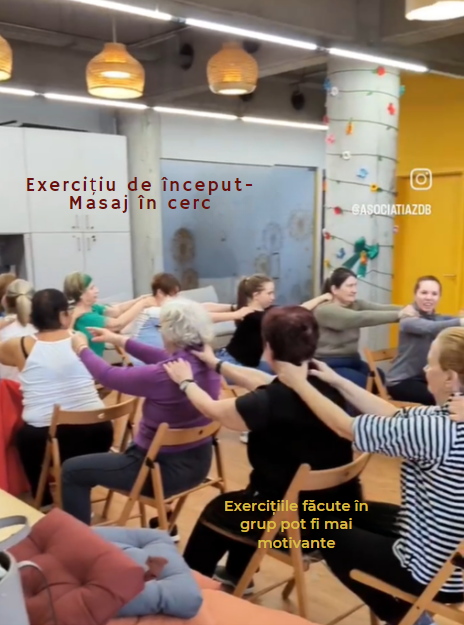 Exercițiu de început-
Masaj în cerc
@ASOCIATIAZDB
Exercițiile făcute în
grup pot fi mai
motivante